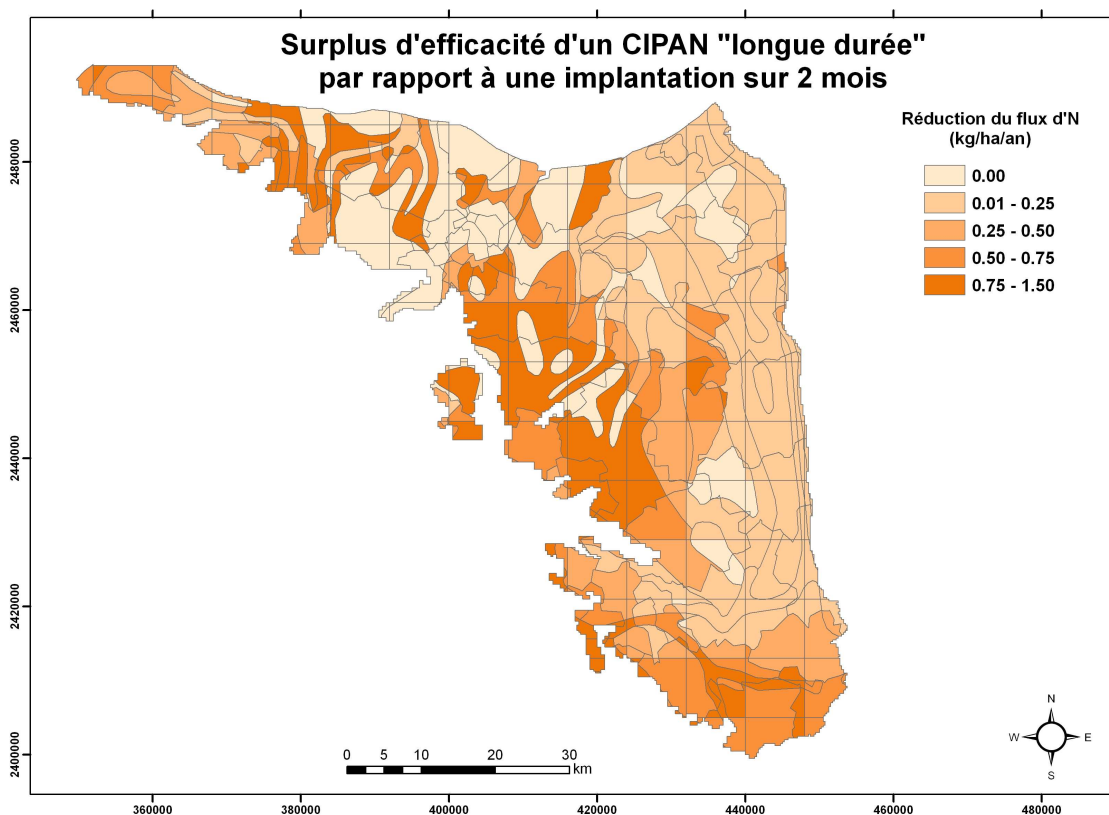 Surplus d'efficacité d'un CIPAN "longue durée"
par rapport à une implantation sur 2 mois
Réduction du flux d'N
(kg/ha/an)
0.00
0.01 - 0.25
0.25 - 0.50
0.50 - 0.75
0.75 - 1.50
2480000
2460000
2440000
2420000
2400000
N
W E
S
0 5 10 20 30
km
360000 380000 400000 420000 440000 460000 480000